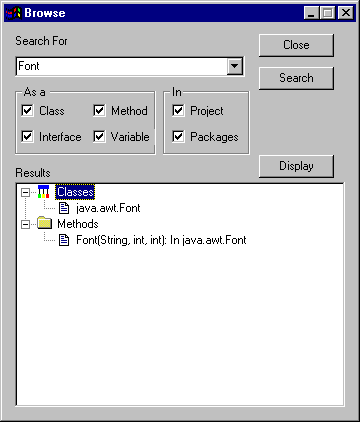 Browse
Search For
Close
Font
Search
As a
In
Class
Method
Project
Interface
Variable
Packages
Display
Results
Classes
java.awt.Font
Methods
Font(String, int, int): In java.awt.Font